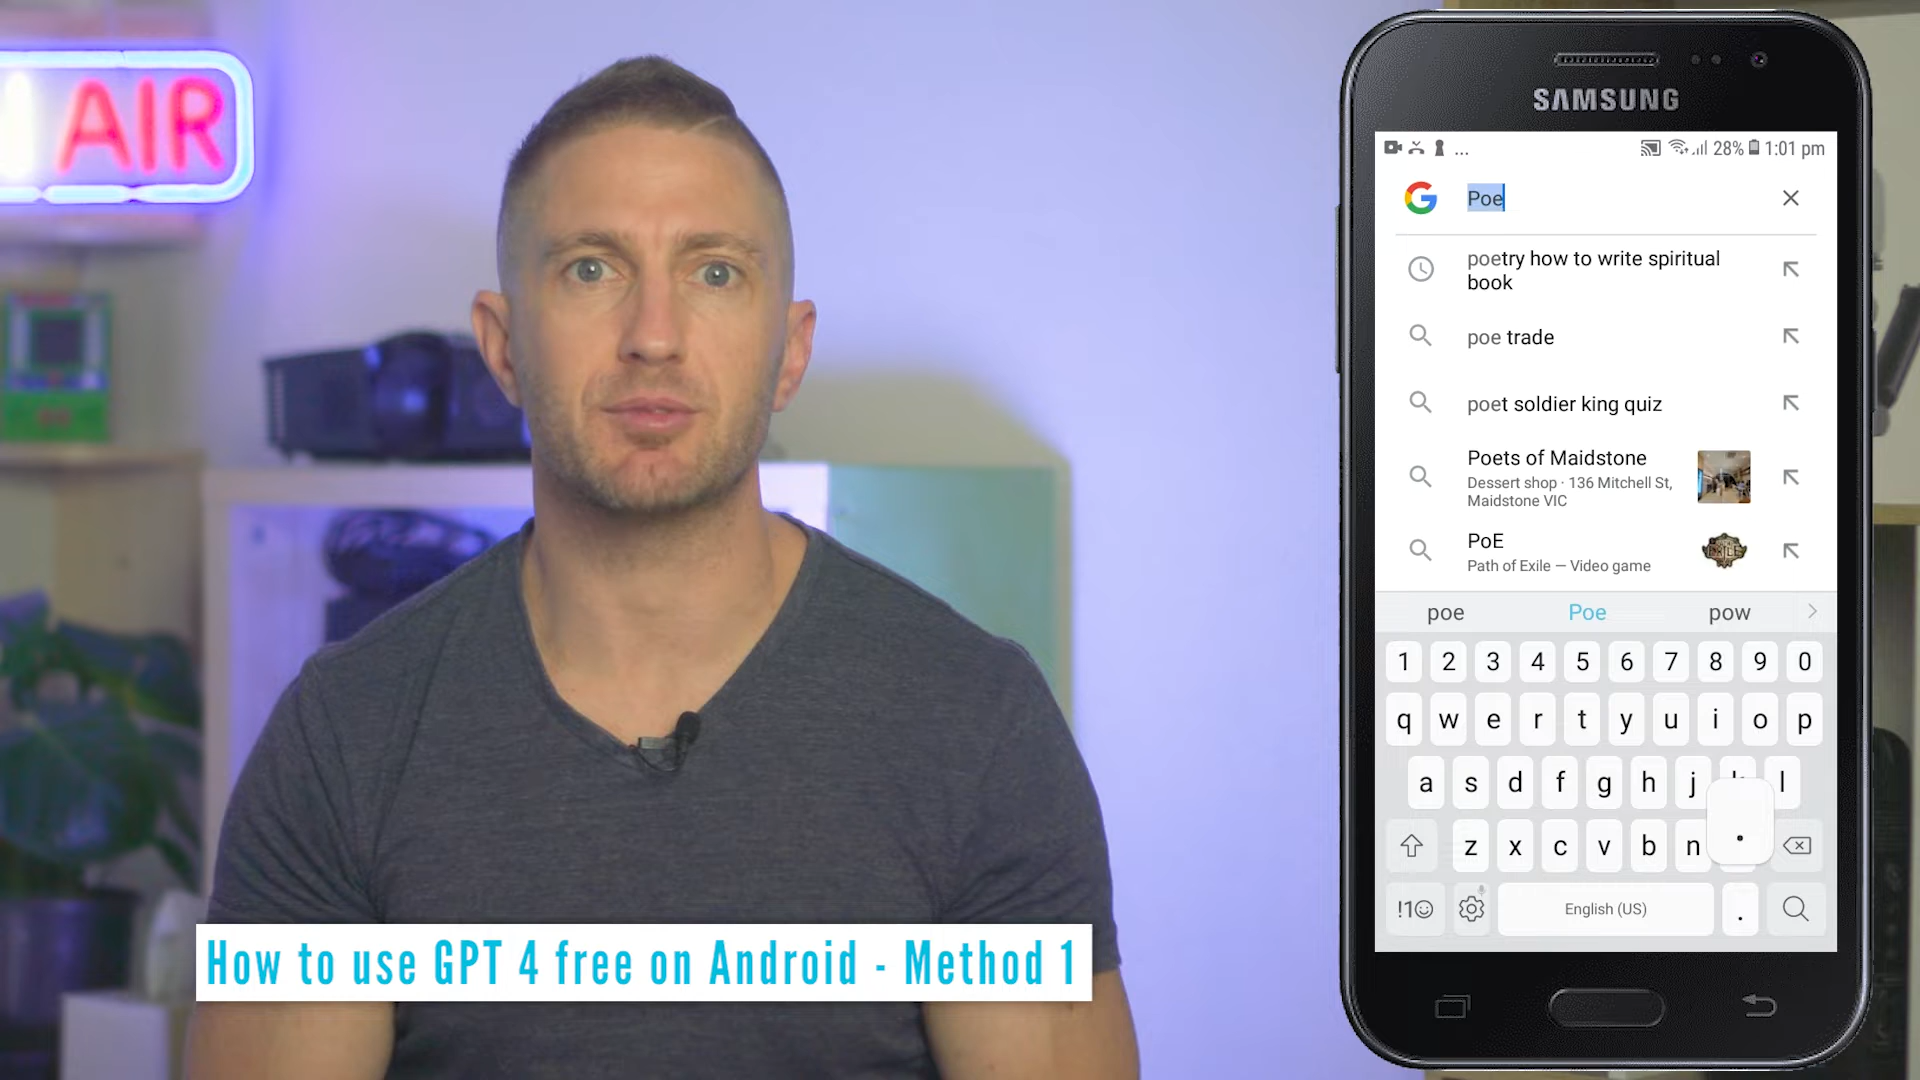 AIR
How to use GPT 4 free on Android - Method 1
SAMSUNG
... 28% 1:01 pm
Poe
poetry how to write spiritual
book
poe trade
poet soldier king quiz
Poets of Maidstone
Dessert shop · 136 Mitchell St,
Maidstone VIC
PoE
Path of Exile – Video game
poe Poe pow
1 2 3 4 5 6 7 8 9 0
q w e r t y u i o p
a s d f g h j l
z x c v b n .
!1☺ English (US) .